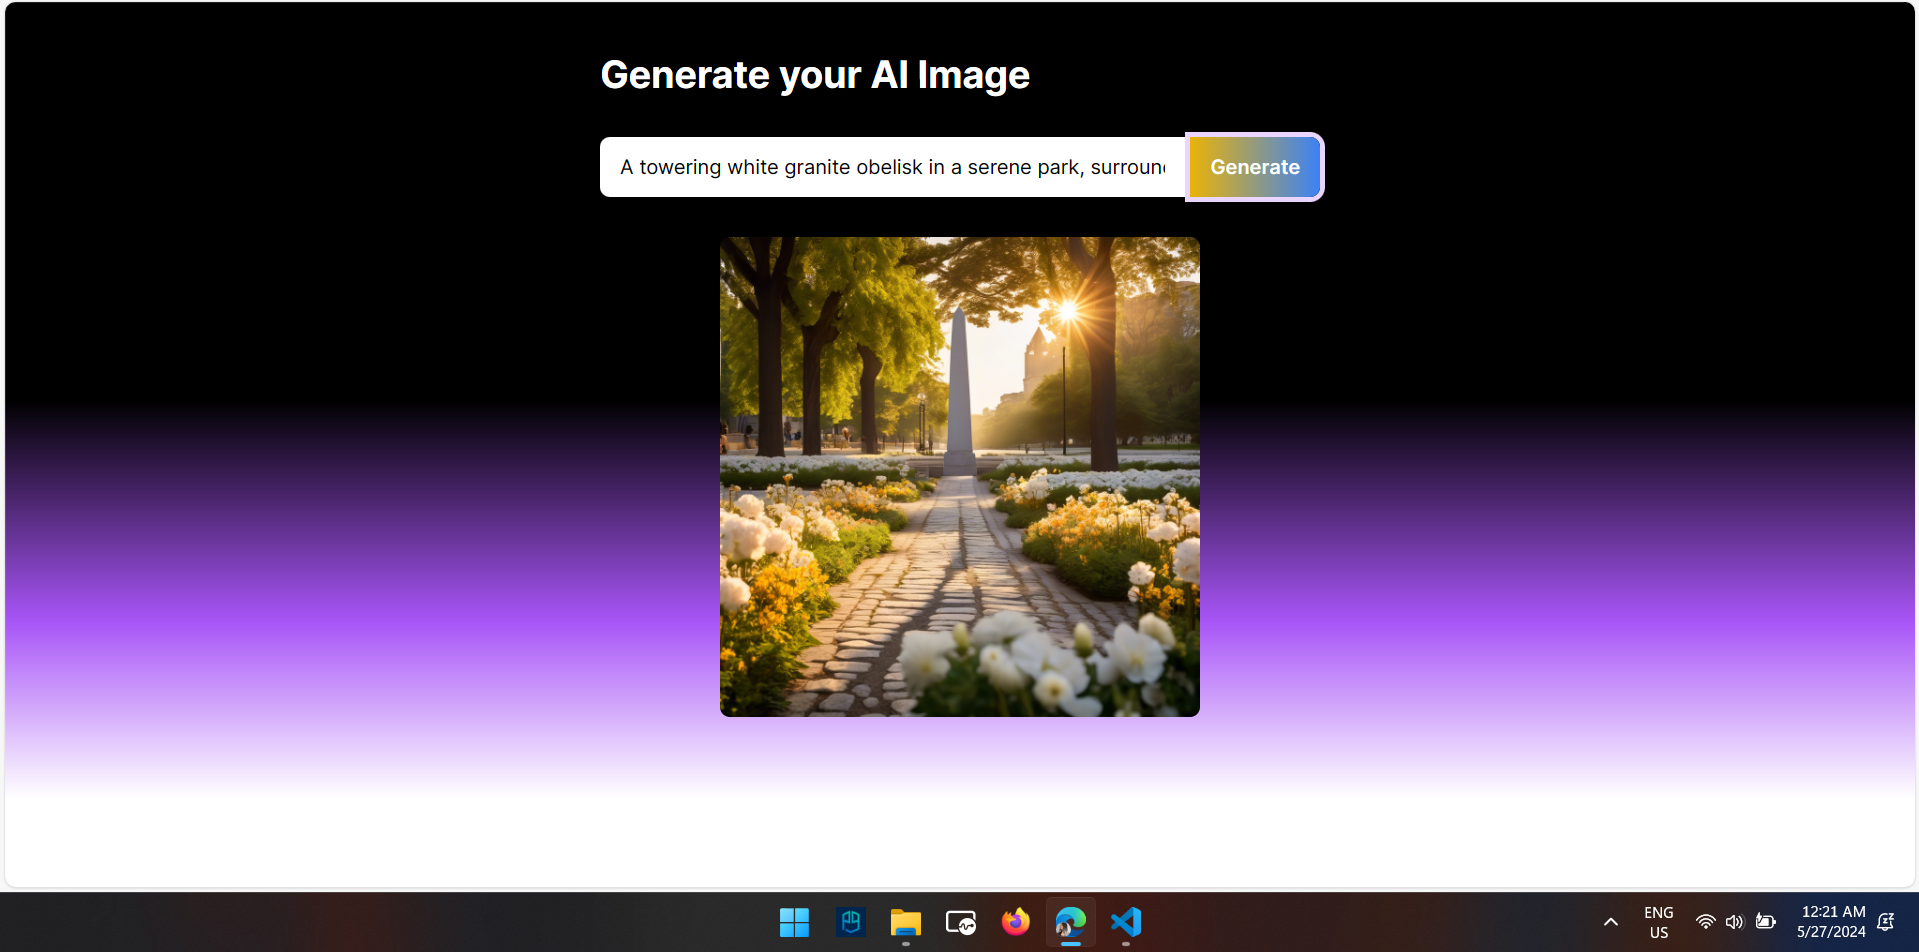 Generate your AI Image
A towering white granite obelisk in a serene park, surroun
Generate
ENG
US
12:21 AM
5/27/2024